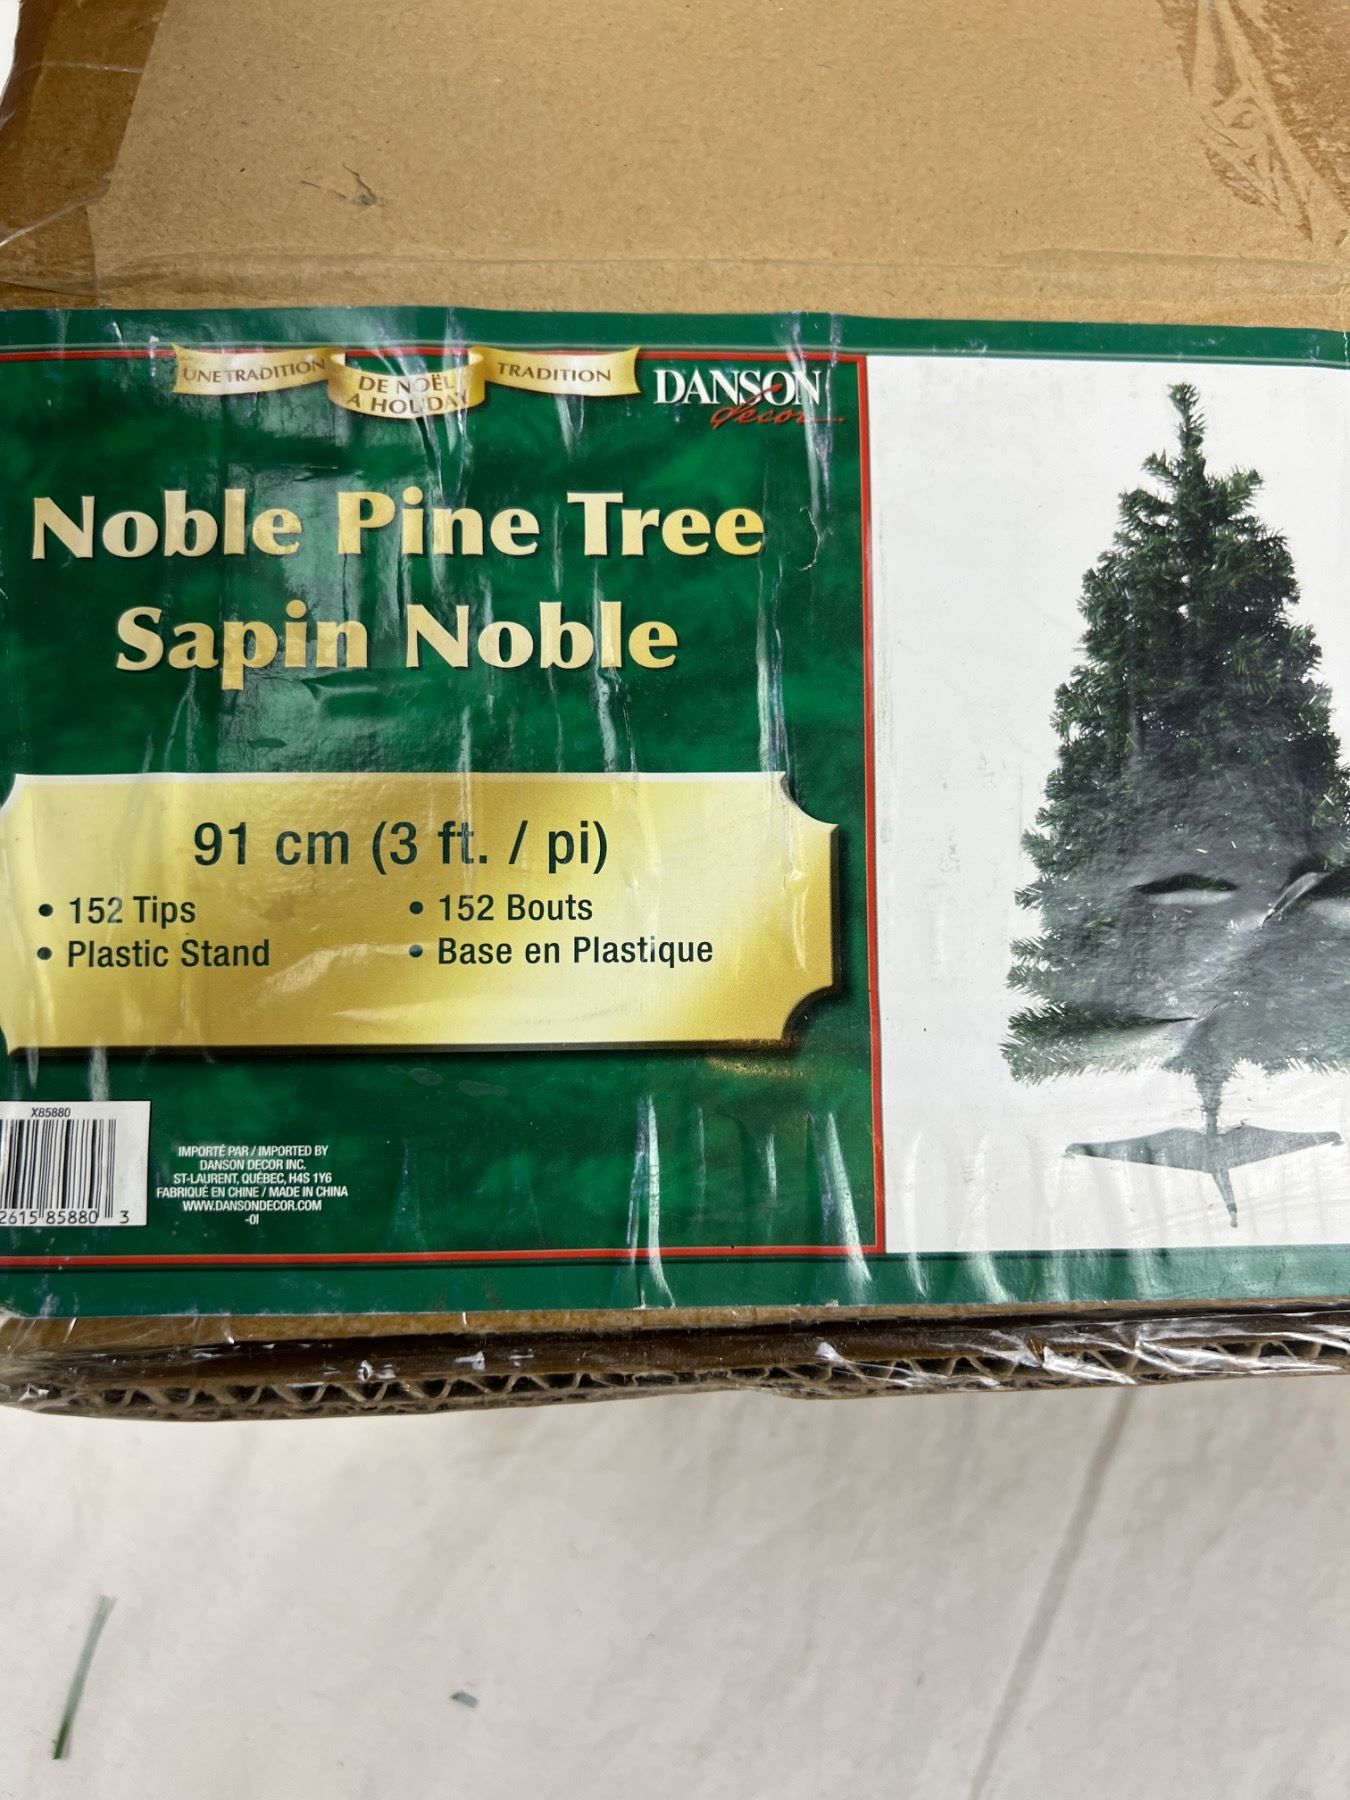 UNE TRADITION
DE NOËL
A HOLIDAY
TRADITION
DANSON
décor
Noble Pine Tree
Sapin Noble
91 cm (3 ft. / pi)
• 152 Tips
• Plastic Stand
• 152 Bouts
• Base en Plastique
X85880
2615 85880 3
IMPORTÉ PAR / IMPORTED BY
DANSON DECOR INC.
ST-LAURENT, QUÉBEC, H4S 1Y6
FABRIQUÉ EN CHINE / MADE IN CHINA
WWW.DANSONDECOR.COM
-01